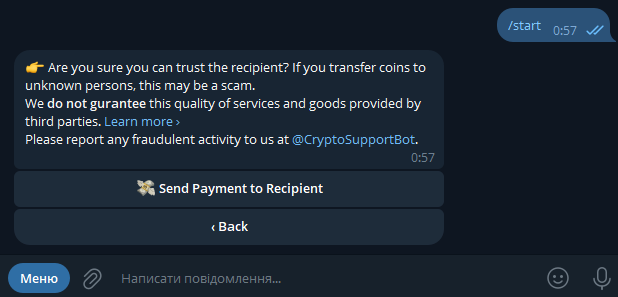 /start 0:57
👉 Are you sure you can trust the recipient? If you transfer coins to
unknown persons, this may be a scam.
We do not gurantee this quality of services and goods provided by
third parties. Learn more ›
Please report any fraudulent activity to us at @CryptoSupportBot.
0:57
💸 Send Payment to Recipient
‹ Back
Меню
Написати повідомлення...